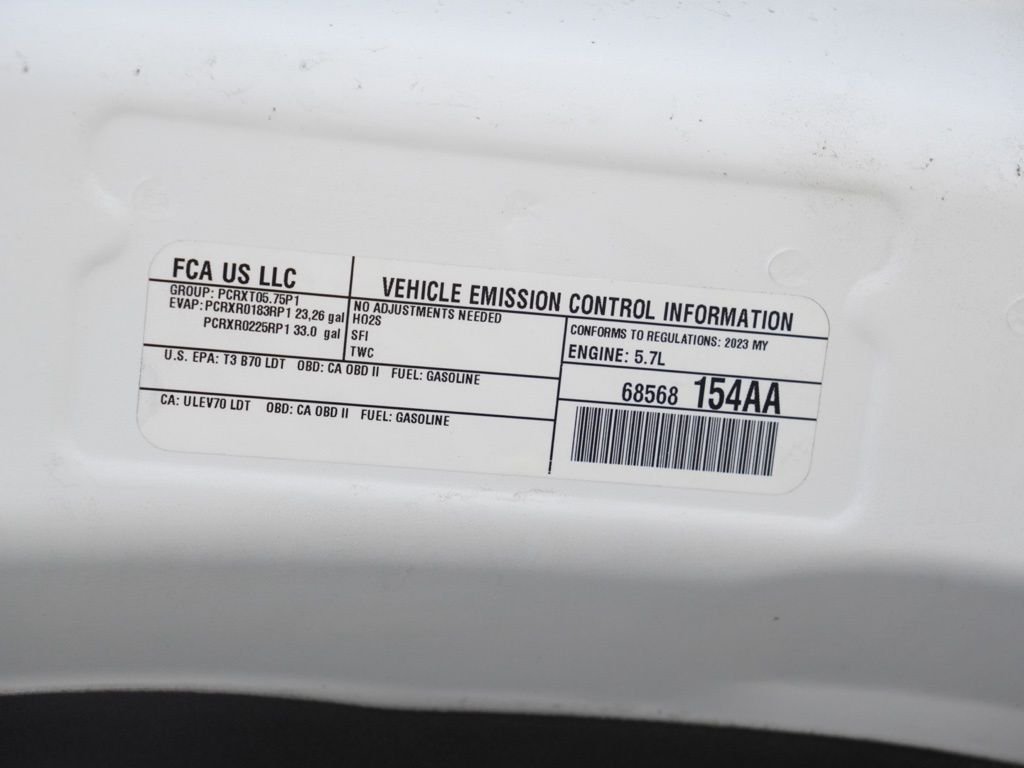 FCA US LLC
VEHICLE EMISSION CONTROL INFORMATION
GROUP: PCRXT05.75P1
EVAP: PCRXR0183RP1 23,26 gal
PCRXR0225RP1 33.0 gal
NO ADJUSTMENTS NEEDED
HO2S
SFI
TWC
CONFORMS TO REGULATIONS: 2023 MY
ENGINE: 5.7L
U.S. EPA: T3 B70 LDT OBD: CA OBD II FUEL: GASOLINE
68568 154AA
CA: ULEV70 LDT OBD: CA OBD II FUEL: GASOLINE